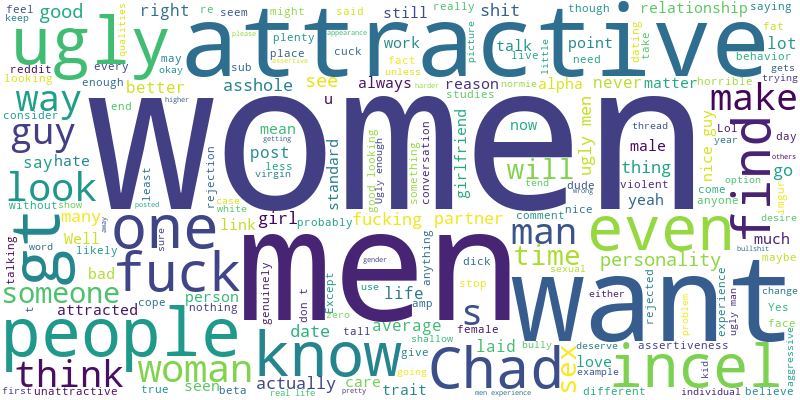 ugly attractive women men want
right re seem might said still shit though relationship saying
feel keep good reddit
qualities plenty place cuck work talk live really little picture point need dating take fat lot behavior
please appearance assertive
looking every may okay sub fact unless normie alpha gets trying
way better enough asshole see always reason studies harder never matter horrible make
consider end higher u
guy mean post less virgin getting standard good looking Ugly enough something conversation girlfriend now will thing ugly men male violent yeah thread Lol year nice guy day others
say hate look least rejection tend dude wrong option come anyone go find imgur desire
without show many Well case white link girl probably fucking partner comment nice
gt one away posted sure man even much maybe
talking word likely bad fuck genuinely gender anything dick time sexual personality bullshit
someone attracted person nothing Except don t use life amp stop s either rejected problem experience ugly man Yes face change
t cope zero tall average female
people woman date know shallow give laid bully deserve assertiveness love example kid aggressive
think seen actually care going trait Chad sex incel
first unattractive true beta real life pretty men experience different individual believe